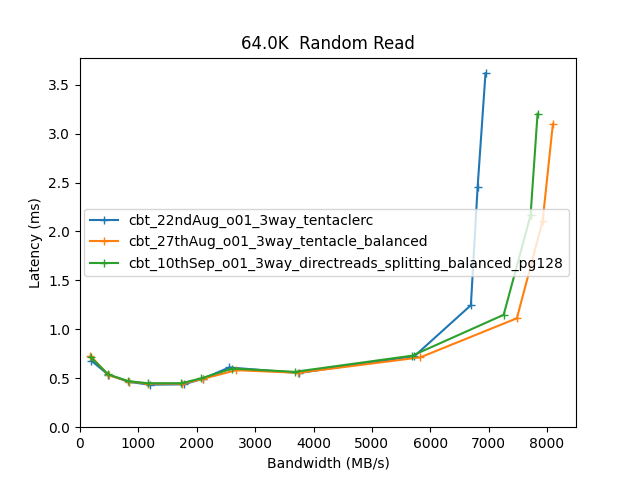 64.0K  Random Read
Latency (ms)
3.5
3.0
2.5
2.0
1.5
1.0
0.5
0.0
cbt_22ndAug_o01_3way_tentaclerc
cbt_27thAug_o01_3way_tentacle_balanced
cbt_10thSep_o01_3way_directreads_splitting_balanced_pg128
0 1000 2000 3000 4000 5000 6000 7000 8000
Bandwidth (MB/s)